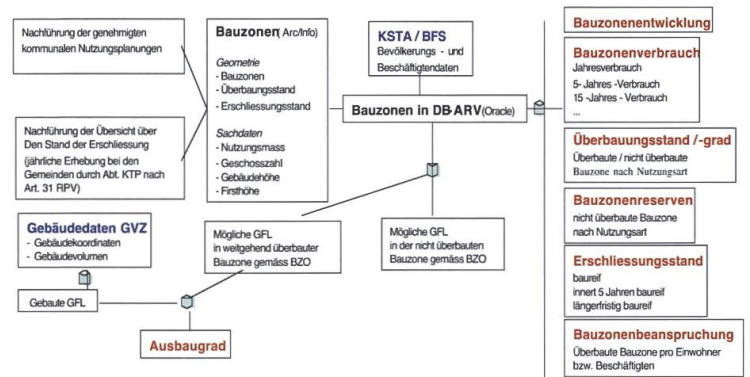 Nachführung der genehmigten
kommunalen Nutzungsplanungen
Nachführung der Übersicht über
Den Stand der Erschliessung
(jährliche Erhebung bei den
Gemeinden durch Abt. KTP nach
Art. 31 RPV)
Bauzonen(Arc/Info)
Geometrie
- Bauzonen
- Überbaungsstand
- Erschliessungsstand
Sachdaten
- Nutzungsmass
- Geschosszahl
- Gebäudehöhe
- Firsthöhe
KSTA / BFS
Bevölkerungs - und
Beschäftigtendaten
Bauzonen in DB-ARV(Oracle)
Gebäudedaten GVZ
- Gebäudekoordinaten
- Gebäudevolumen
Gebaute GFL
Mögliche GFL
in weitgehend überbauter
Bauzone gemäss BZO
Mögliche GFL
in der nicht überbauten
Bauzone gemäss BZO
Ausbaugrad
Bauzonenentwicklung
Bauzonenverbrauch
Jahresverbrauch
5- Jahres -Verbrauch
15 -Jahres - Verbrauch
...
Überbauungsstand /-grad
Überbaute / nicht überbaute
Bauzone nach Nutzungsart
Bauzonenreserven
nicht überbaute Bauzone
nach Nutzungsart
Erschliessungsstand
baureif
innert 5 Jahren baureif
längerfristig baureif
Bauzonenbeanspruchung
Überbaute Bauzone pro Einwohner
bzw. Beschäftigten